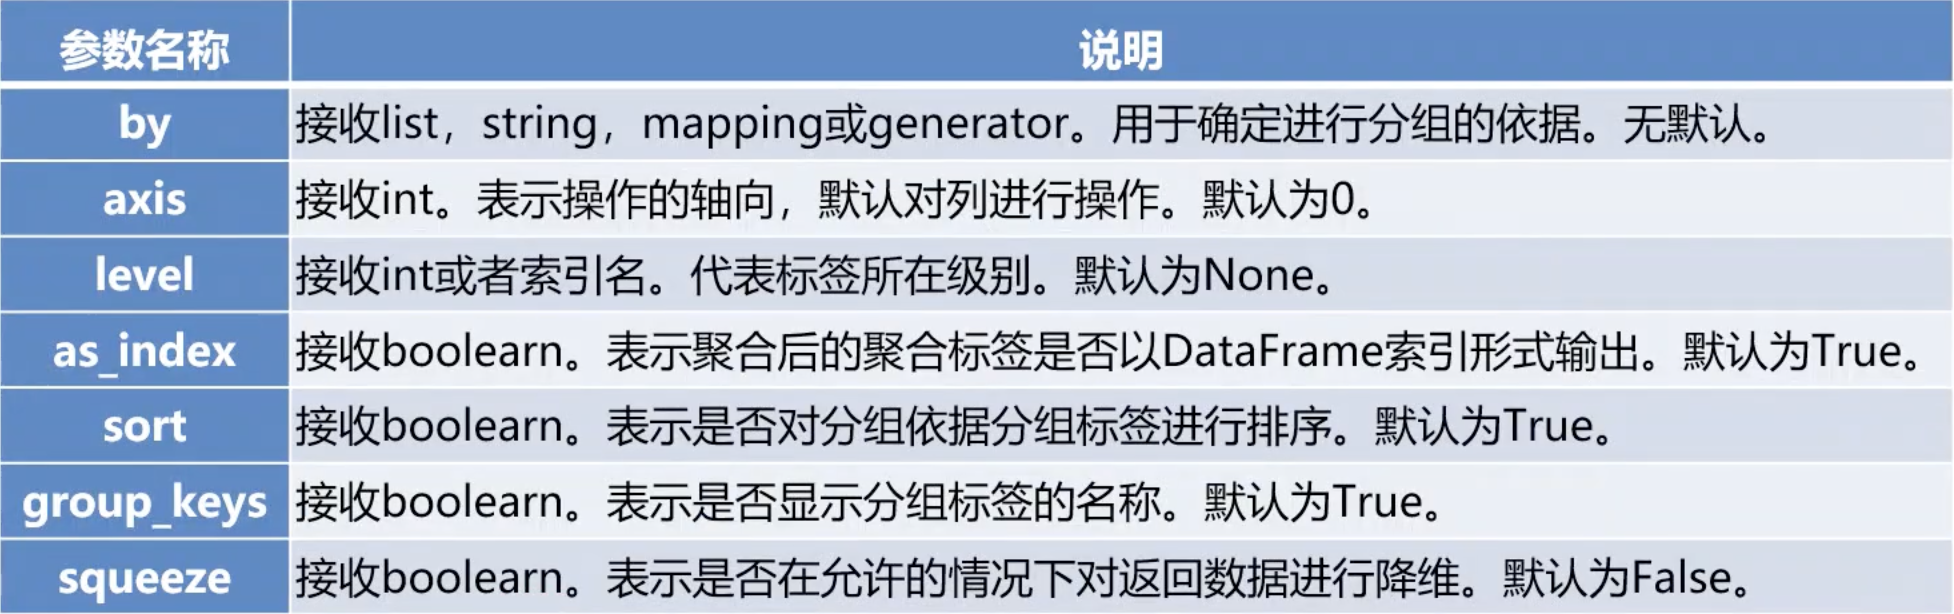 参数名称 说明
by 接收list，string，mapping或generator。用于确定进行分组的依据。无默认。
axis 接收int。表示操作的轴向，默认对列进行操作。默认为0。
level 接收int或者索引名。代表标签所在级别。默认为None。
as_index 接收boolearn。表示聚合后的聚合标签是否以DataFrame索引形式输出。默认为True。
sort 接收boolearn。表示是否对分组依据分组标签进行排序。默认为True。
group_keys 接收boolearn。表示是否显示分组标签的名称。默认为True。
squeeze 接收boolearn。表示是否在允许的情况下对返回数据进行降维。默认为False。